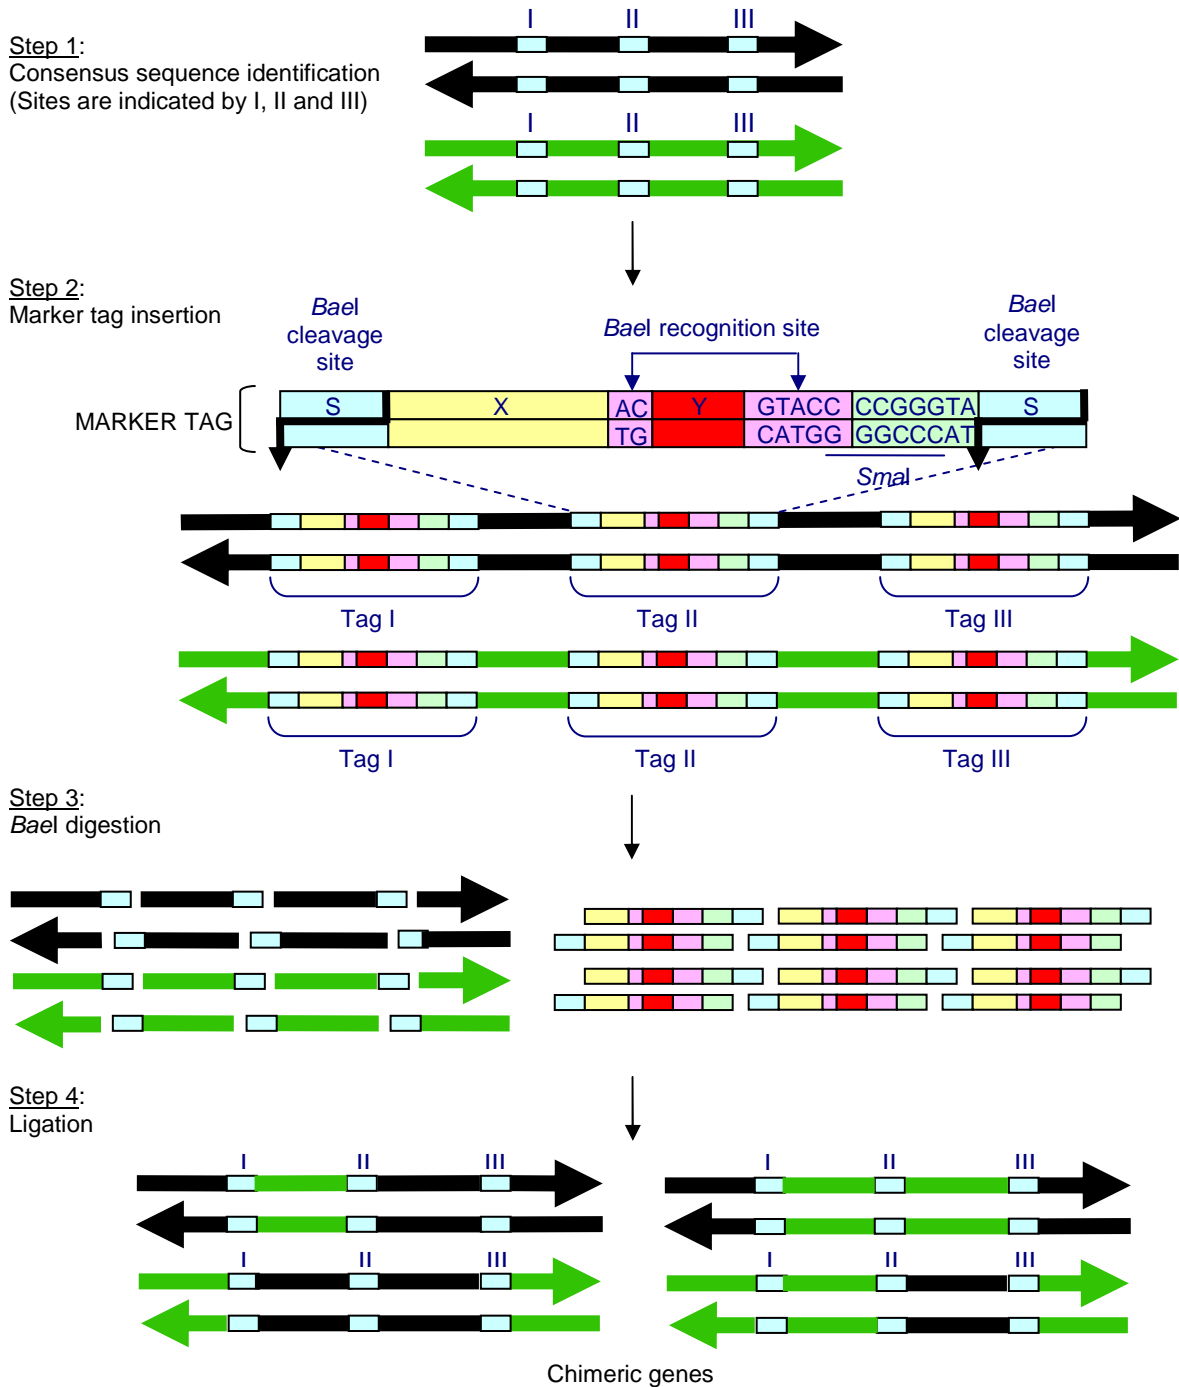 I II III
Step 1:
Consensus sequence identification
(Sites are indicated by I, II and III)
I II III
Step 2:
Marker tag insertion
BaeI
cleavage
site
BaeI recognition site
BaeI
cleavage
site
MARKER TAG
S X AC Y GTACC CCGGGTA S
TG CATGG GGCCCAT
SmaI
Tag I Tag II Tag III
Tag I Tag II Tag III
Step 3:
BaeI digestion
Step 4:
Ligation
I II III I II III
I II III I II III
Chimeric genes